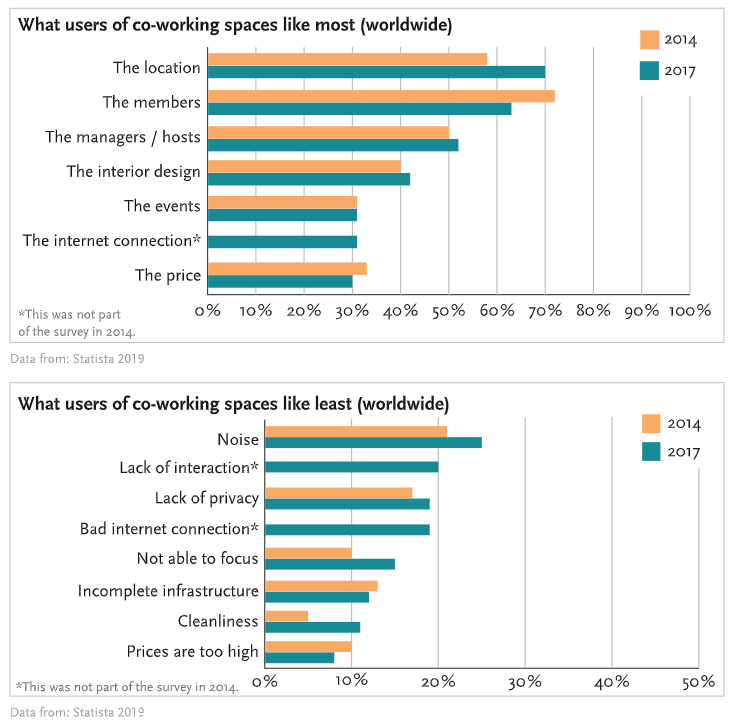 What users of co-working spaces like most (worldwide)
2014
2017
The location
The members
The managers / hosts
The interior design
The events
The internet connection*
The price
0% 10% 20% 30% 40% 50% 60% 70% 80% 90% 100%
*This was not part
of the survey in 2014.
Data from: Statista 2019
What users of co-working spaces like least (worldwide)
2014
2017
Noise
Lack of interaction*
Lack of privacy
Bad internet connection*
Not able to focus
Incomplete infrastructure
Cleanliness
Prices are too high
0% 10% 20% 30% 40% 50%
*This was not part of the survey in 2014.
Data from: Statista 2019